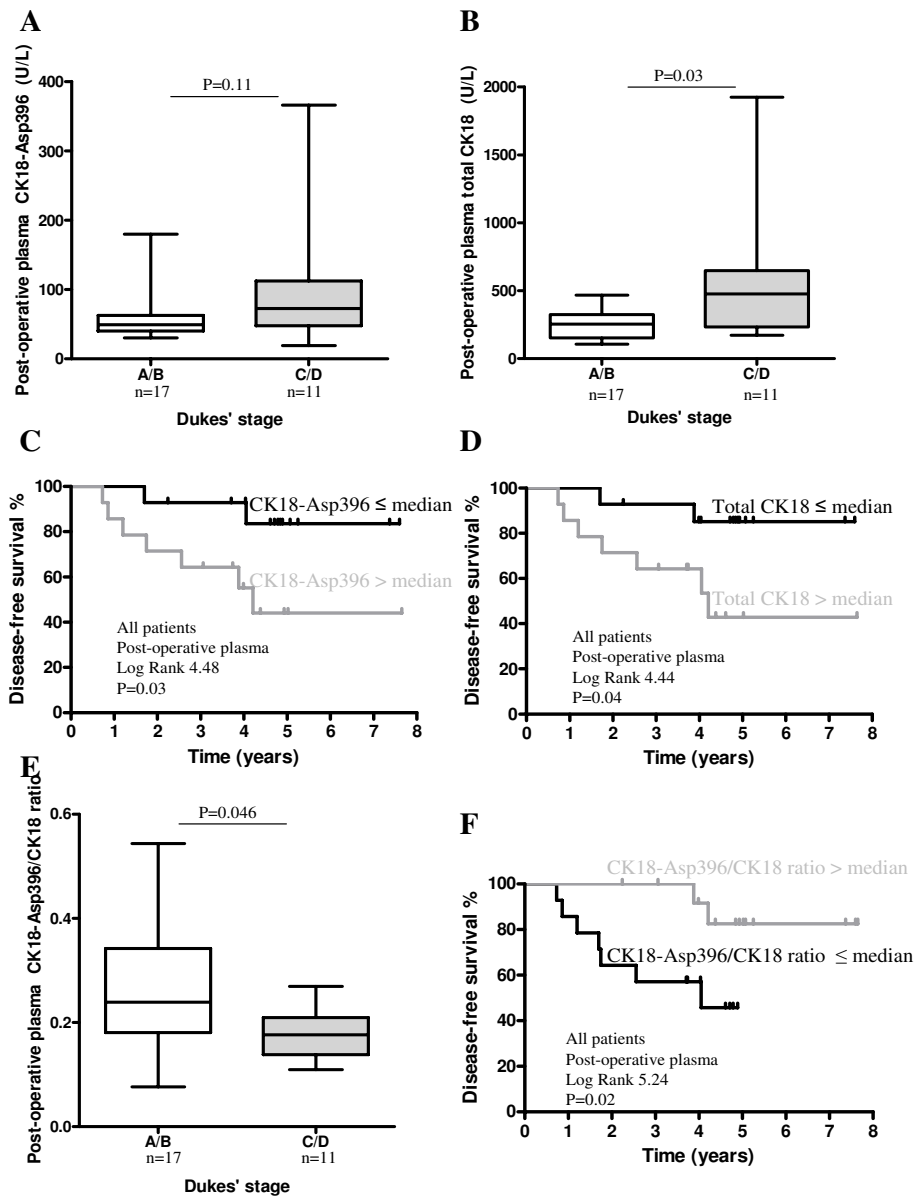 A
Post-operative plasma CK18-Asp396 (U/L)
400
300
200
100
0
P=0.11
A/B
n=17
C/D
n=11
Dukes' stage
B
Post-operative plasma total CK18 (U/L)
2000
1500
1000
500
0
P=0.03
A/B
n=17
C/D
n=11
Dukes' stage
C
Disease-free survival %
100
80
60
40
20
0
CK18-Asp396 ≤ median
CK18-Asp396 > median
All patients
Post-operative plasma
Log Rank 4.48
P=0.03
0 1 2 3 4 5 6 7 8
Time (years)
D
Disease-free survival %
100
80
60
40
20
0
Total CK18 ≤ median
Total CK18 > median
All patients
Post-operative plasma
Log Rank 4.44
P=0.04
0 1 2 3 4 5 6 7 8
Time (years)
E
Post-operative plasma CK18-Asp396/CK18 ratio
0.6
0.4
0.2
0.0
P=0.046
A/B
n=17
C/D
n=11
Dukes' stage
F
Disease-free survival %
100
80
60
40
20
0
CK18-Asp396/CK18 ratio > median
CK18-Asp396/CK18 ratio ≤ median
All patients
Post-operative plasma
Log Rank 5.24
P=0.02
0 1 2 3 4 5 6 7 8
Time (years)